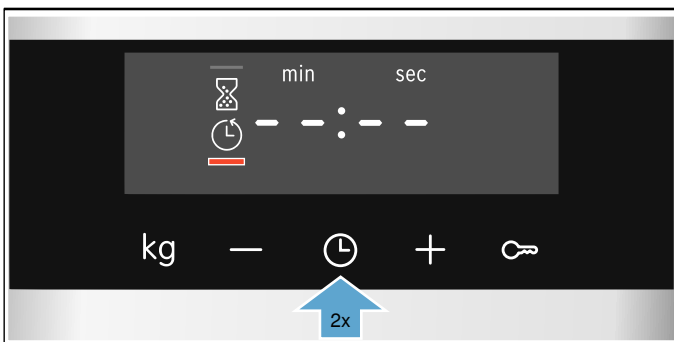 min sec
--:--
kg − +
2x